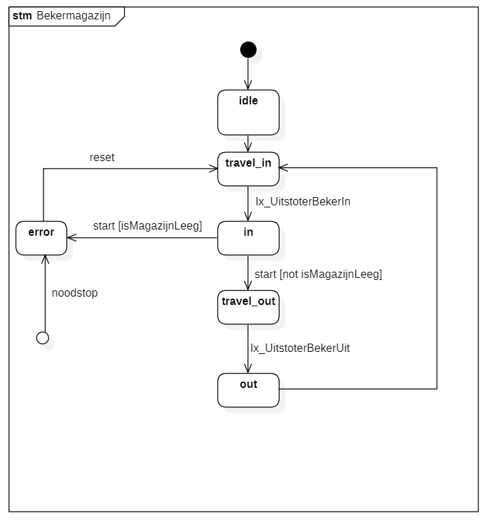 stm Bekermagazijn
idle
reset
travel_in
Ix_UitstoterBekerIn
start [isMagazijnLeeg]
error
in
start [not isMagazijnLeeg]
noodstop
travel_out
Ix_UitstoterBekerUit
out